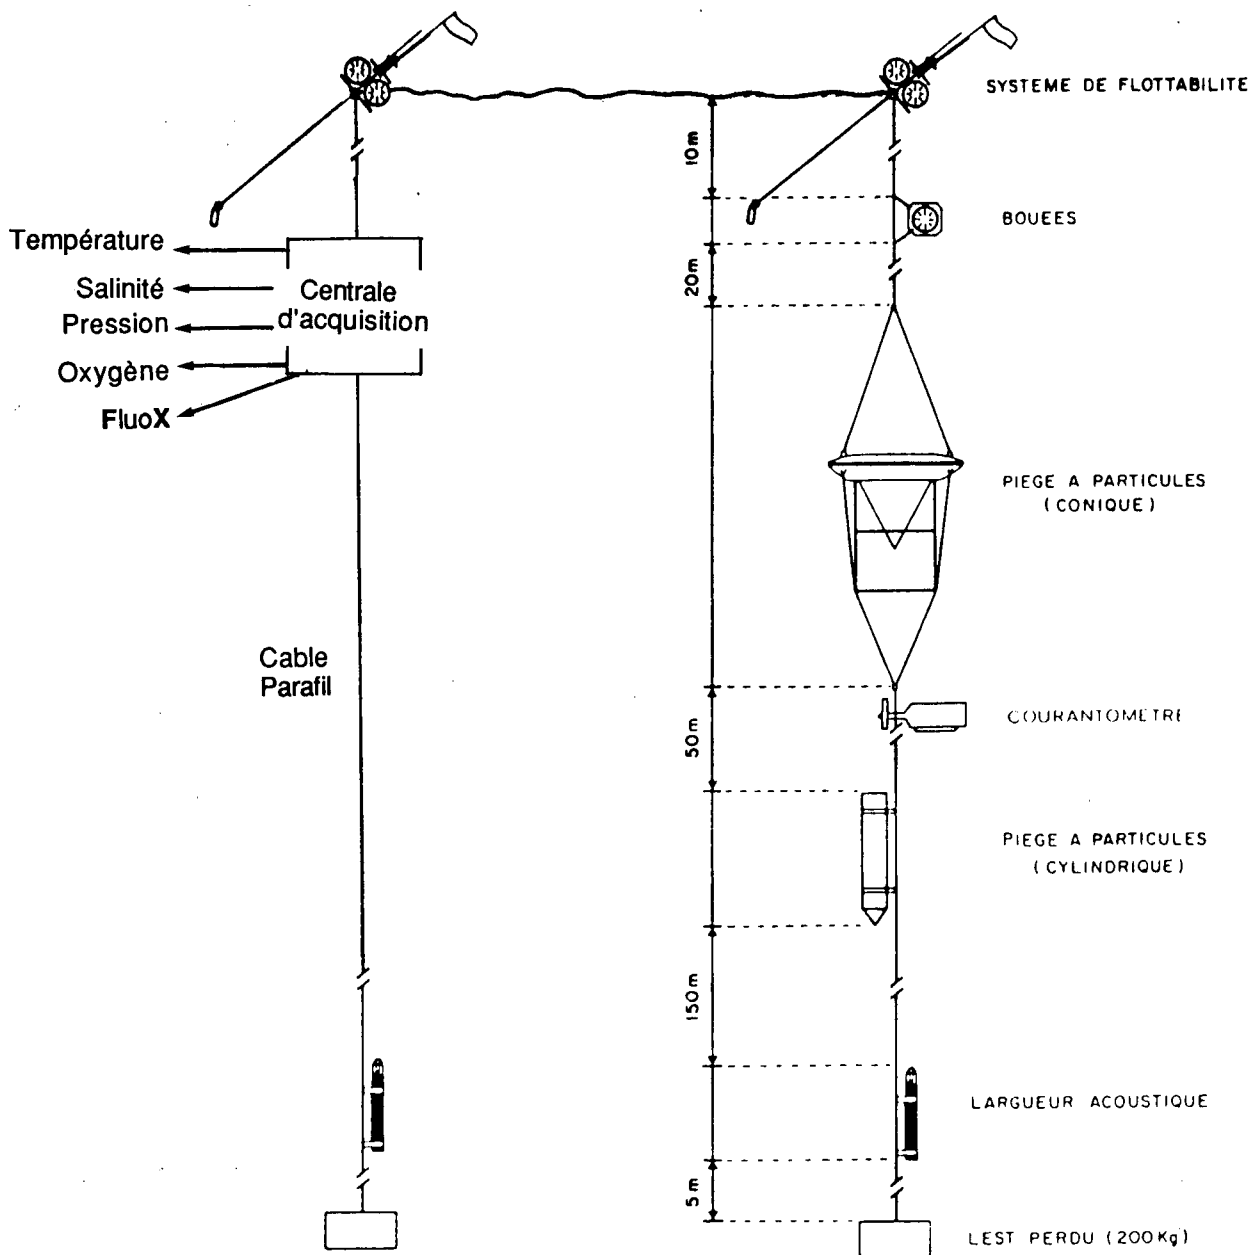 SYSTEME DE FLOTTABILITE
10m
BOUEES
20m
Température
Salinité
Pression
Oxygène
FluoX
Centrale
d'acquisition
PIEGE A PARTICULES
(CONIQUE)
Cable
Parafil
COURANTOMETRE
50m
PIEGE A PARTICULES
(CYLINDRIQUE)
150m
LARGUEUR ACOUSTIQUE
5m
LEST PERDU (200Kg)